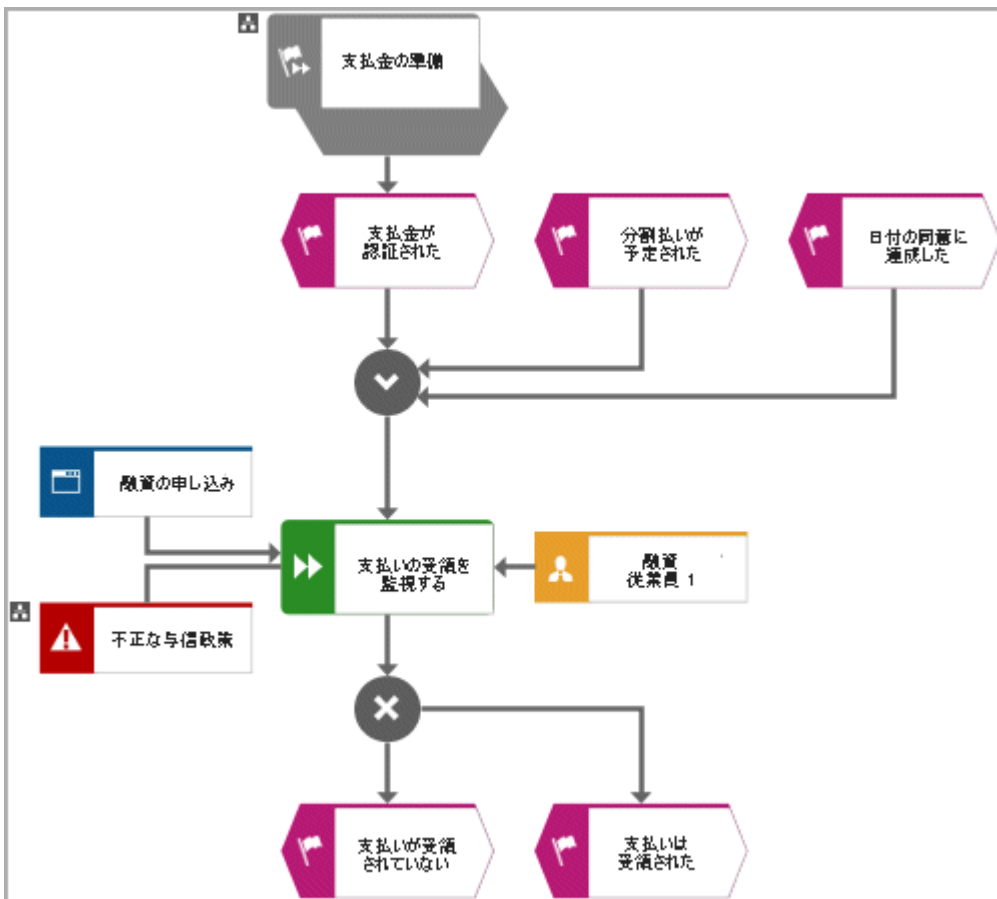 支払金の準備
支払金が
認証された
分割払いが
予定された
日付の同意に
達成した
融資の申し込み
支払いの受領を
監視する
融資
従業員 1
不正な与信政策
支払いが受領
されていない
支払いは
受領された